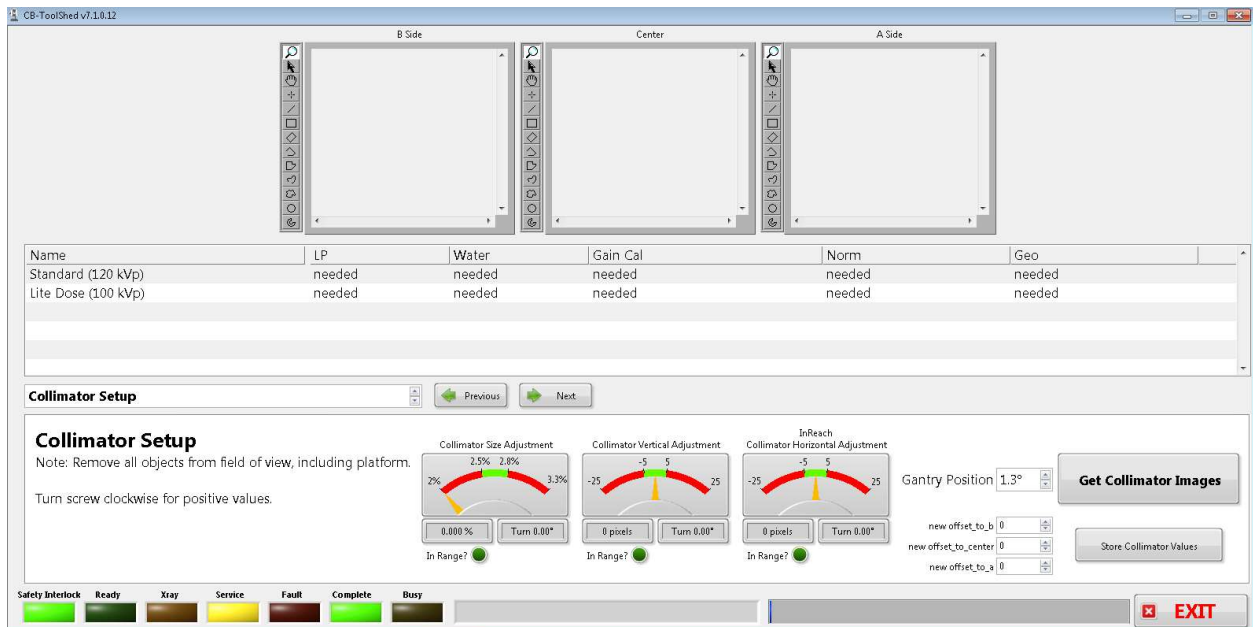 CB-ToolShed v7.1.0.12
B Side
Center
A Side
Name LP Water Gain Cal Norm Geo
Standard (120 kVp) needed needed needed needed needed
Lite Dose (100 kVp) needed needed needed needed needed
Collimator Setup
Previous
Next
Collimator Setup
Note: Remove all objects from field of view, including platform.
Turn screw clockwise for positive values.
Collimator Size Adjustment
2% 2.5% 2.8% 3.3%
0.000 % Turn 0.00°
In Range?
Collimator Vertical Adjustment
-25 -5 5 25
0 pixels Turn 0.00°
In Range?
InReach
Collimator Horizontal Adjustment
-25 -5 5 25
0 pixels Turn 0.00°
In Range?
Gantry Position 1.3°
Get Collimator Images
new offset_to_b 0
new offset_to_center 0
new offset_to_a 0
Store Collimator Values
Safety Interlock Ready Xray Service Fault Complete Busy
EXIT